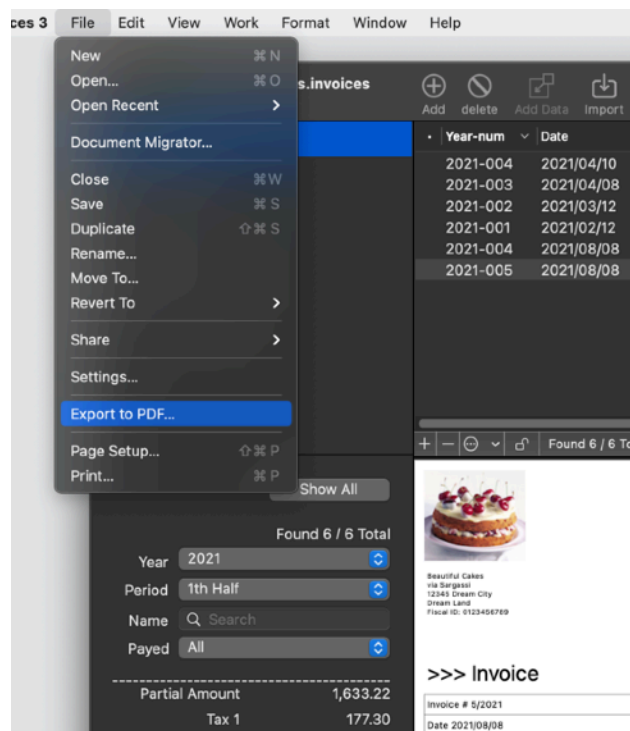 ces 3 File Edit View Work Format Window Help
New ⌘ N
Open... ⌘ O
Open Recent
Document Migrator...
Close ⌘ W
Save ⌘ S
Duplicate ⇧ ⌘ S
Rename...
Move To...
Revert To
Share
Settings...
Export to PDF...
Page Setup... ⇧ ⌘ P
Print... ⌘ P
s.invoices
Add delete Add Data Import
Year-num Date
2021-004 2021/04/10
2021-003 2021/04/08
2021-002 2021/03/12
2021-001 2021/02/12
2021-004 2021/08/08
2021-005 2021/08/08
Found 6 / 6 To
Show All
Found 6 / 6 Total
Year 2021
Period 1th Half
Name Search
Payed All
Partial Amount 1,633.22
Tax 1 177.30
Beautiful Cakes
via Sargassi
12345 Dream City
Dream Land
Fiscal ID: 0123456789
>>> Invoice
Invoice # 5/2021
Date 2021/08/08